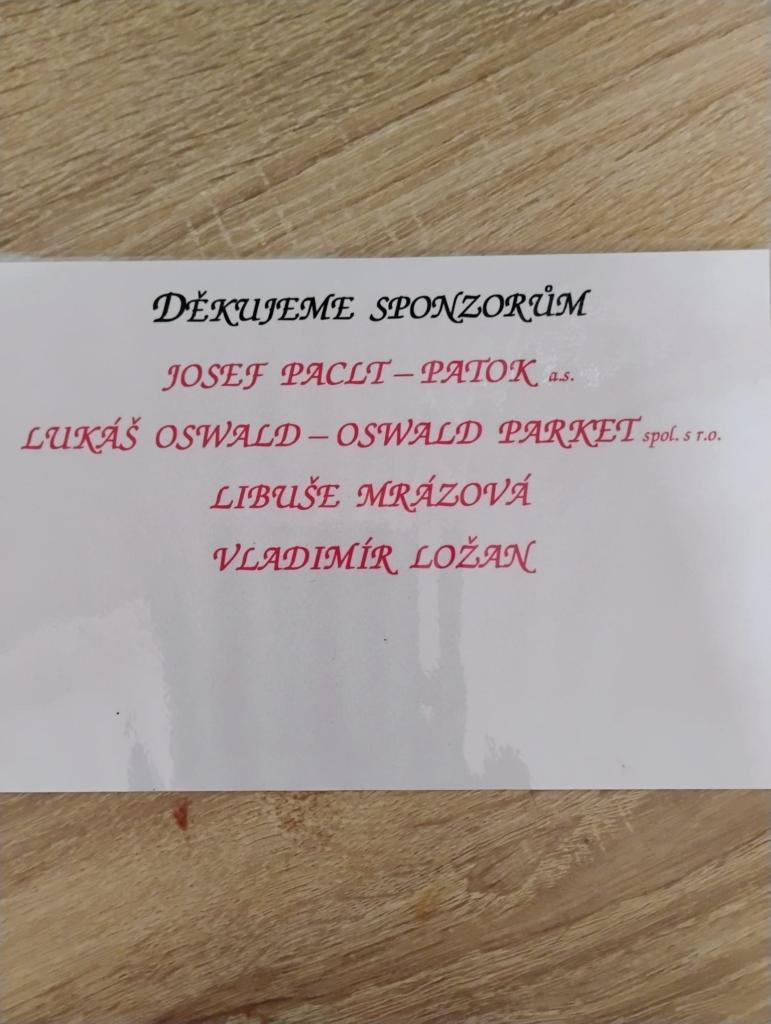 DĚKUJEME SPONZORŮM
JOSEF PACLT – PATOK a.s.
LUKÁŠ OSWALD – OSWALD PARKET spol. s r.o.
LIBUŠE MRÁZOVÁ
VLADIMÍR LOŽAN